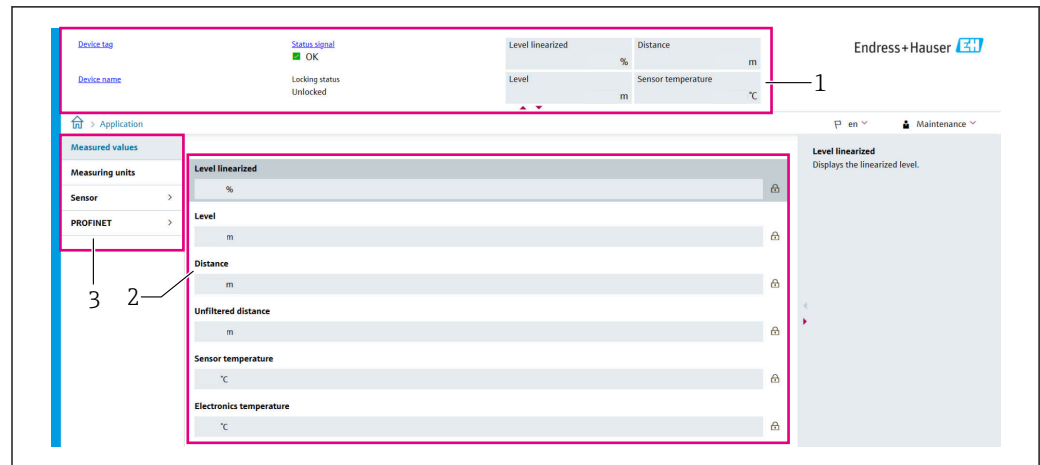 Device tag
Status signal
OK
Level linearized
%
Distance
m
Endress+Hauser EH
Device name
Locking status
Unlocked
Level
m
Sensor temperature
°C
1
> Application
en
Maintenance
Measured values
Measuring units
Sensor >
PROFINET >
3
2
Level linearized
%
Level
m
Distance
m
Unfiltered distance
m
Sensor temperature
°C
Electronics temperature
°C
Level linearized
Displays the linearized level.